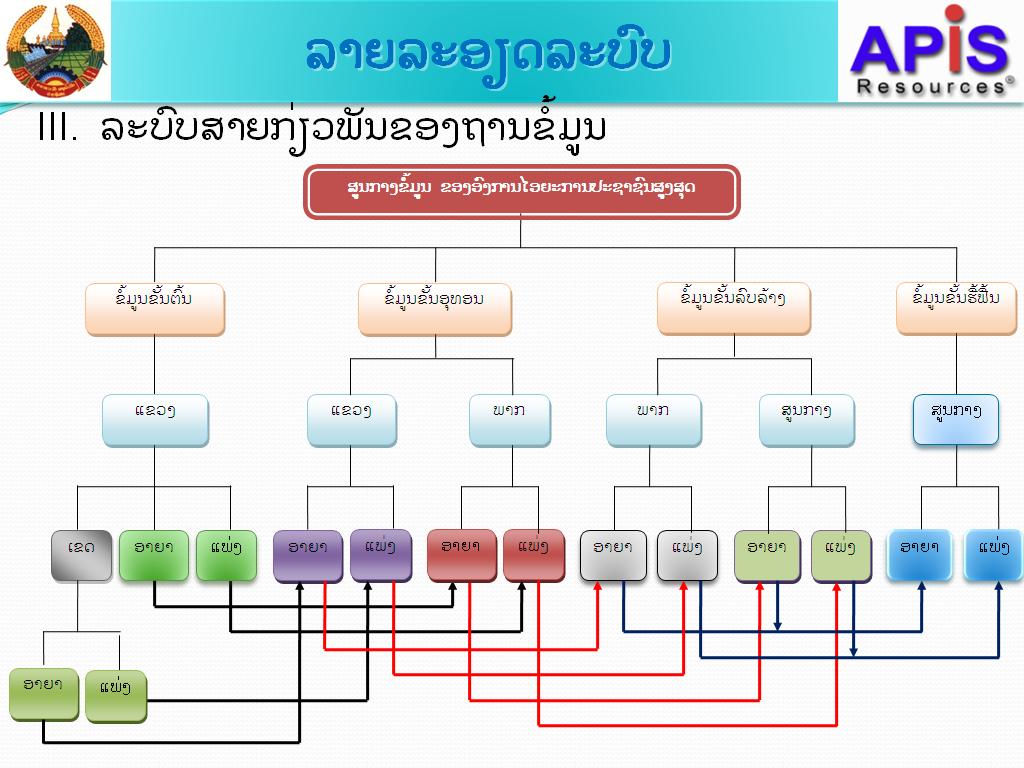 ລາຍລະອຽດລະບົບ
APiS
Resources®
III. ລະບົບສາຍກ່ຽວພັນຂອງຖານຂໍ້ມູນ
ສູນກາງຂໍ້ມູນ ຂອງອົງການໄອຍະການປະຊາຊົນສູງສຸດ
ຂໍ້ມູນຂັ້ນຕົ້ນ ຂໍ້ມູນຂັ້ນອຸທອນ ຂໍ້ມູນຂັ້ນລົບລ້າງ ຂໍ້ມູນຂັ້ນຮື້ຟື້ນ
ແຂວງ ແຂວງ ພາກ ພາກ ສູນກາງ ສູນກາງ
ເຂດ ອາຍາ ແພ່ງ ອາຍາ ແພ່ງ ອາຍາ ແພ່ງ ອາຍາ ແພ່ງ ອາຍາ ແພ່ງ ອາຍາ ແພ່ງ
ອາຍາ ແພ່ງ